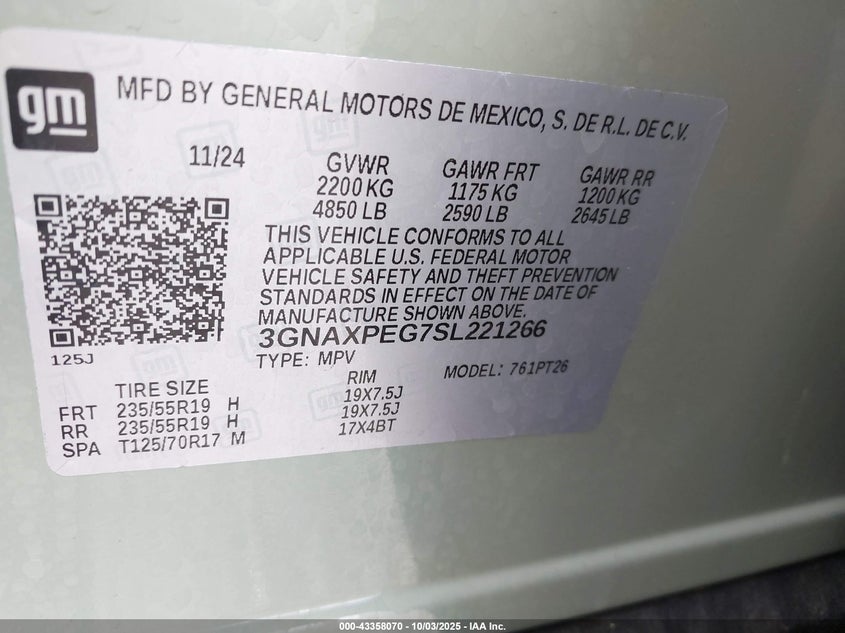 gm
MFD BY GENERAL MOTORS DE MEXICO, S. DE R.L. DE C.V.
11/24 GVWR GAWR FRT GAWR RR
2200 KG 1175 KG 1200 KG
4850 LB 2590 LB 2645 LB
THIS VEHICLE CONFORMS TO ALL
APPLICABLE U.S. FEDERAL MOTOR
VEHICLE SAFETY AND THEFT PREVENTION
STANDARDS IN EFFECT ON THE DATE OF
MANUFACTURE SHOWN ABOVE.
3GNAXPEG7SL221266
125J
TYPE: MPV MODEL: 761PT26
TIRE SIZE RIM
FRT 235/55R19 H 19X7.5J
RR 235/55R19 H 19X7.5J
SPA T125/70R17 M 17X4BT
000-43358070 - 10/03/2025 - IAA Inc.